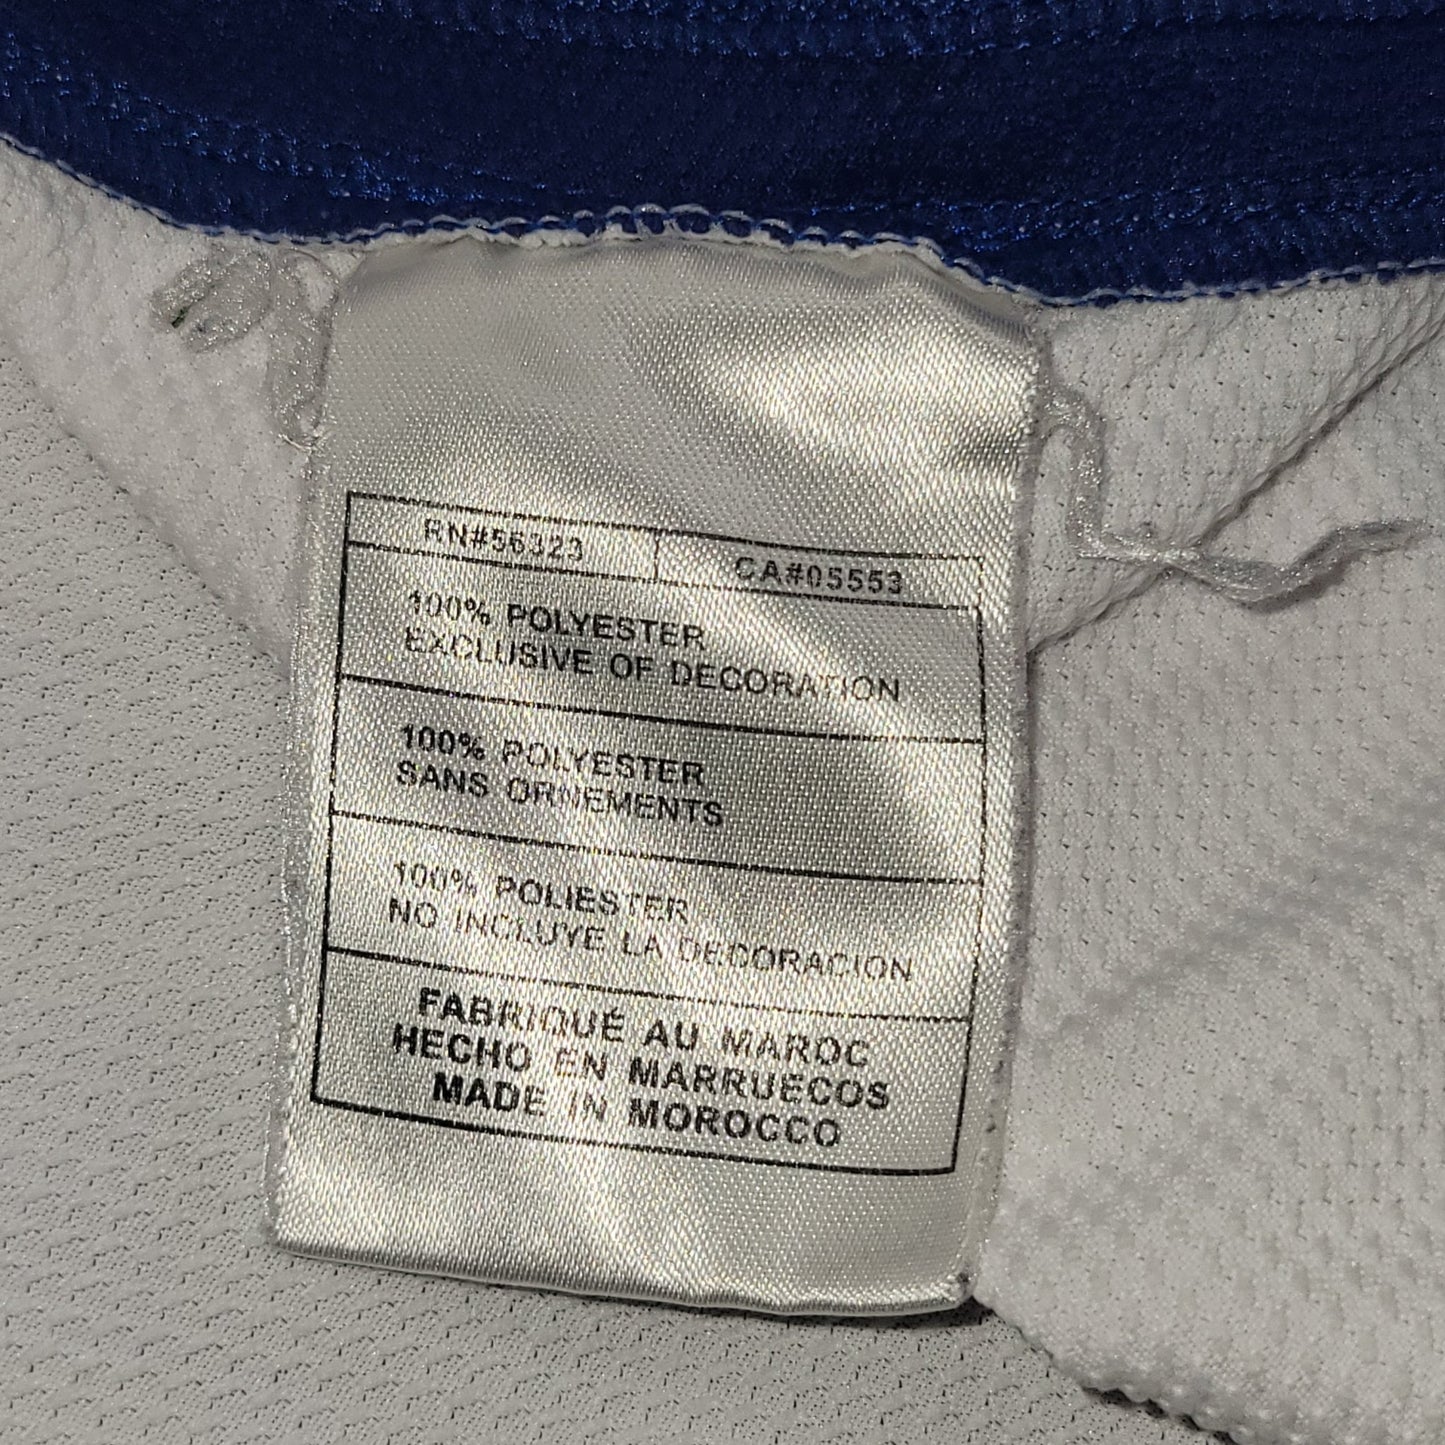 RN#56323
CA#05553
100% POLYESTER
EXCLUSIVE OF DECORATION
100% POLYESTER
SANS ORNEMENTS
100% POLIÉSTER
NO INCLUYE LA DECORACION
FABRIQUÉ AU MAROC
HECHO EN MARRUECOS
MADE IN MOROCCO